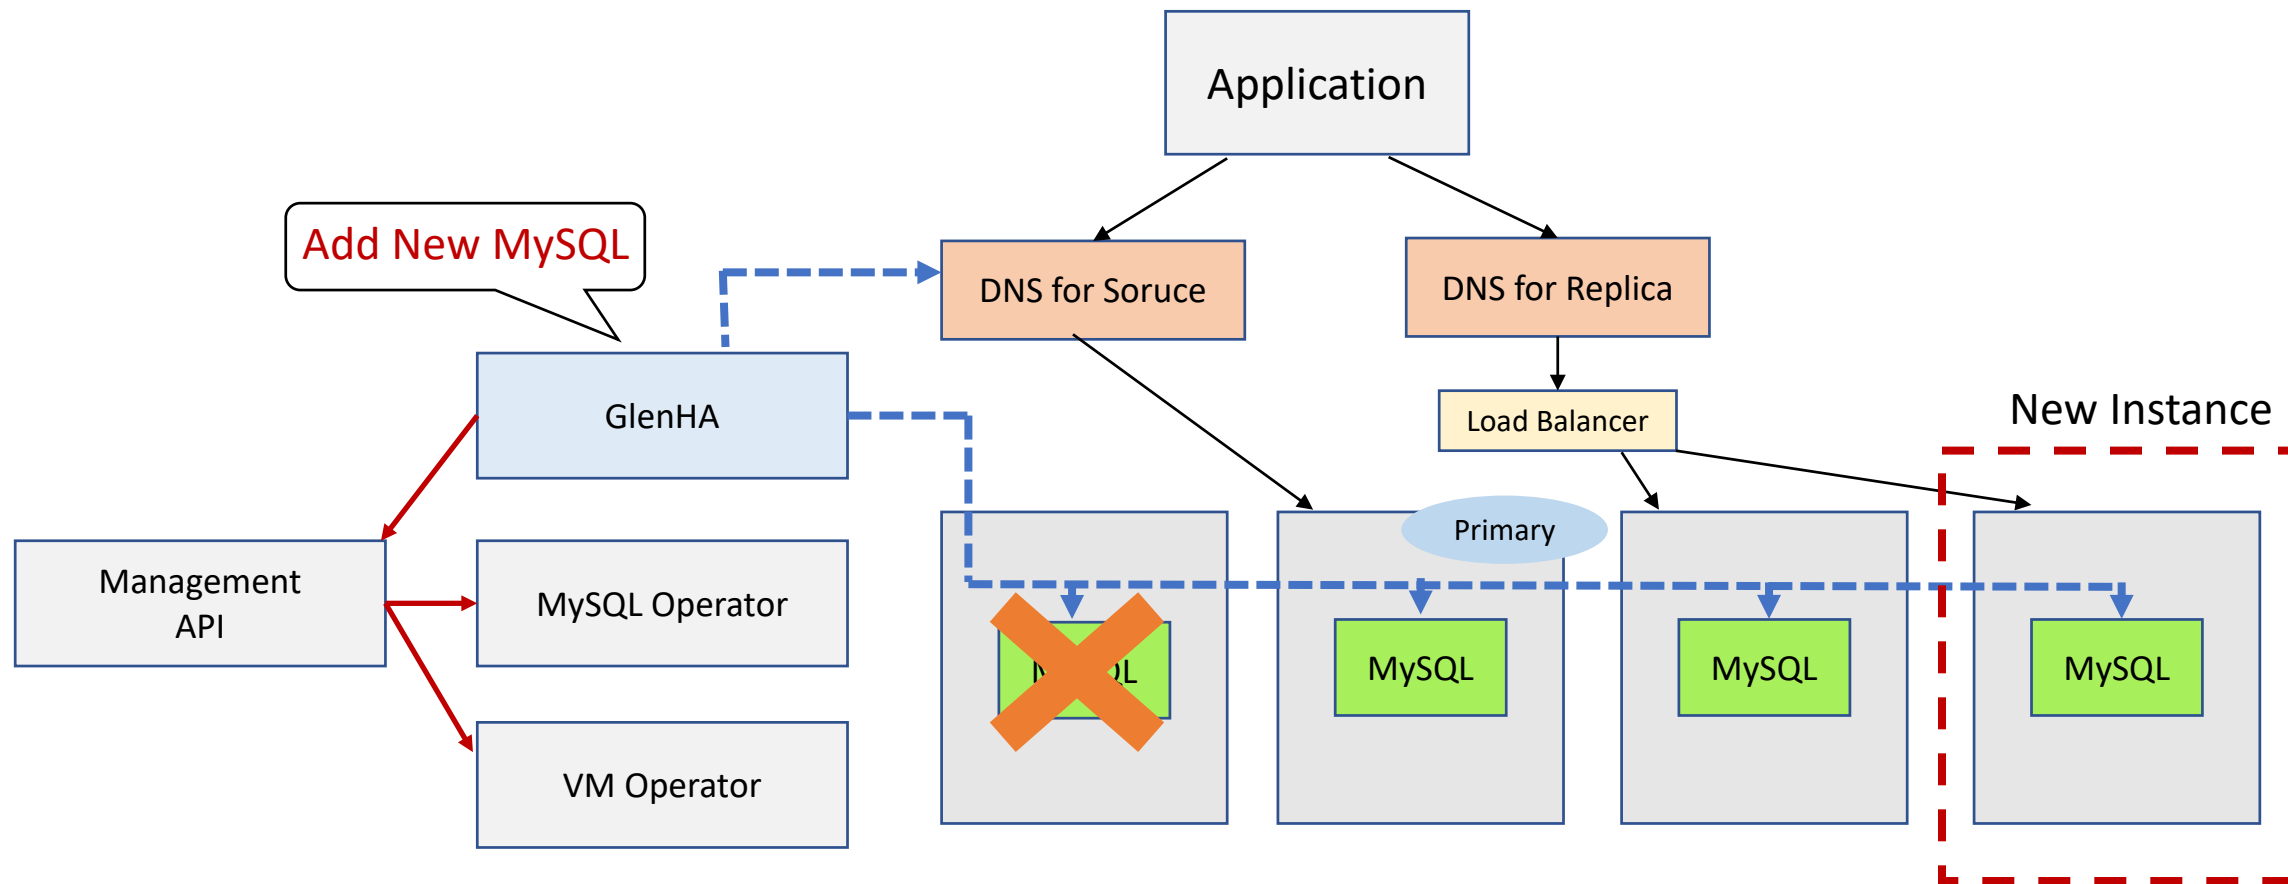 Application
Add New MySQL
DNS for Soruce
DNS for Replica
GlenHA
Load Balancer
New Instance
Primary
Management
API
MySQL Operator
MySQL
MySQL
MySQL
VM Operator